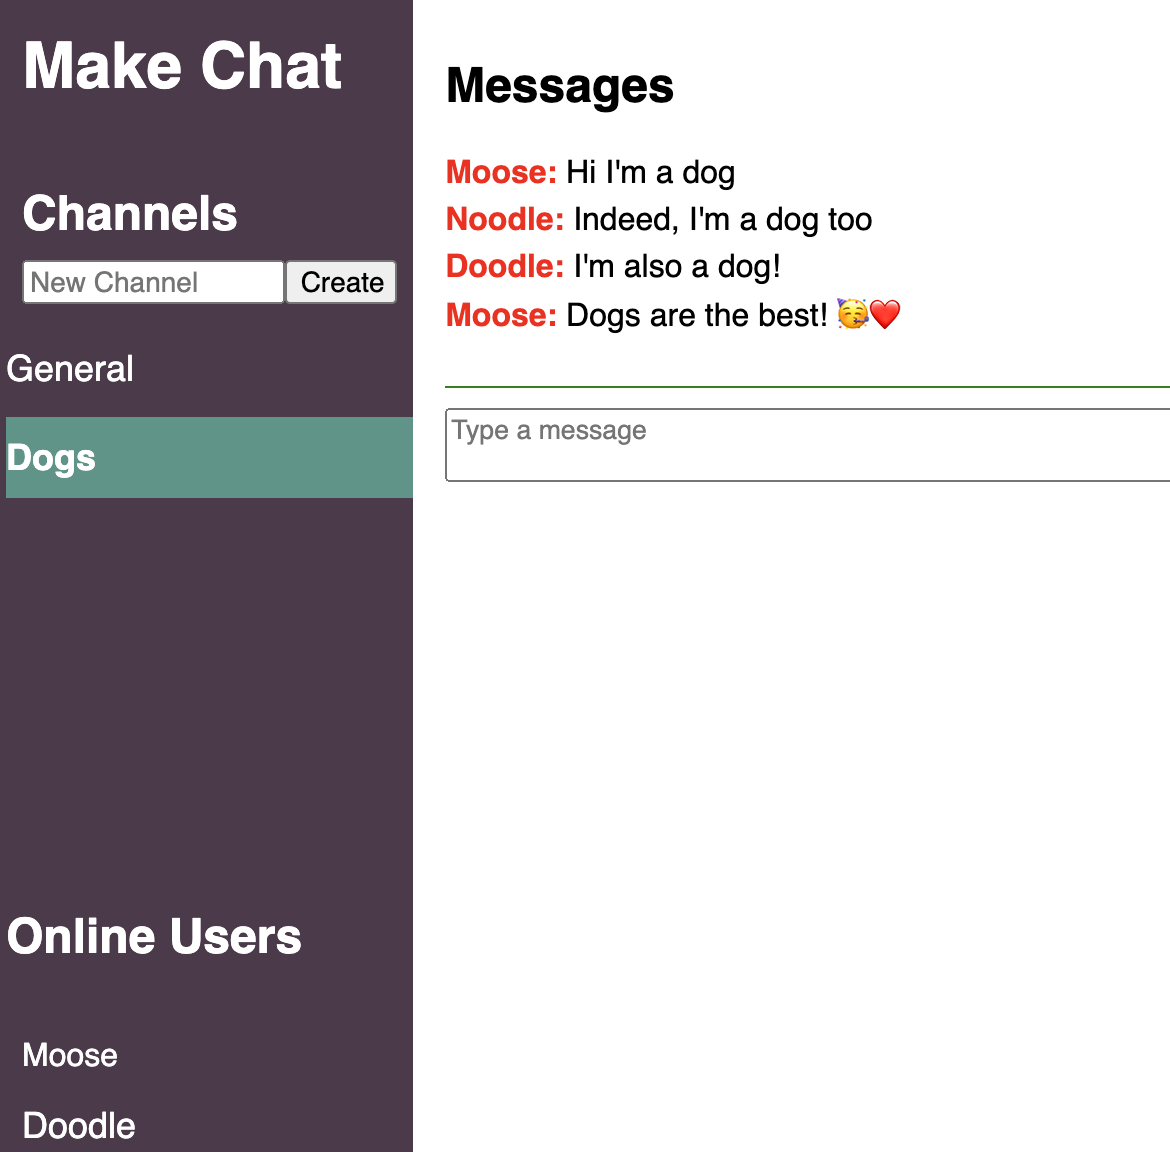 Make Chat
Channels
New Channel Create
General
Dogs
Online Users
Moose
Doodle
Messages
Moose: Hi I'm a dog
Noodle: Indeed, I'm a dog too
Doodle: I'm also a dog!
Moose: Dogs are the best! 🥳❤️
Type a message